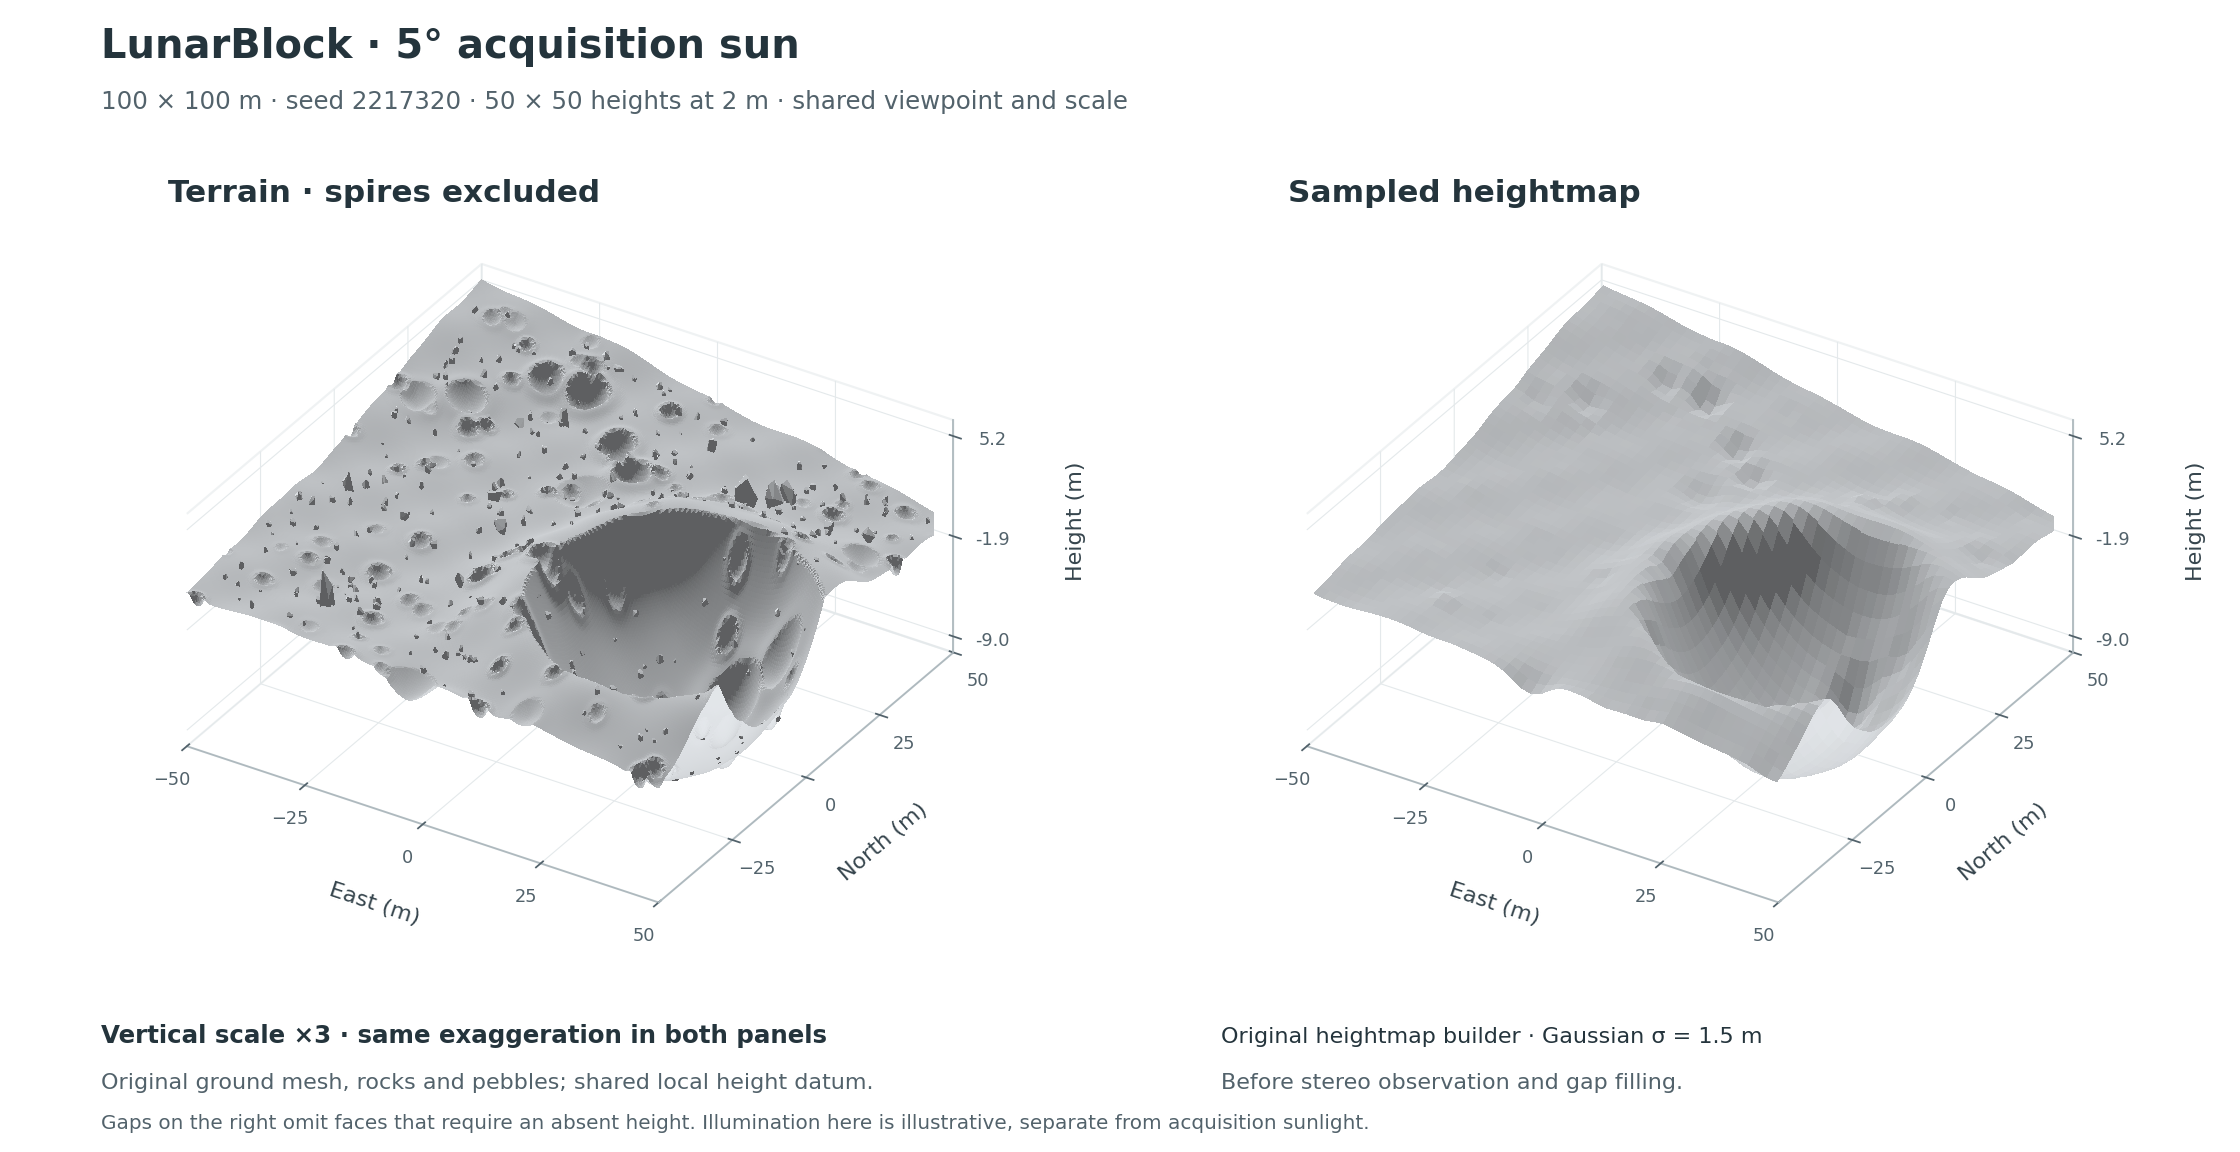 LunarBlock · 5° acquisition sun
100 × 100 m · seed 2217320 · 50 × 50 heights at 2 m · shared viewpoint and scale
Terrain · spires excluded
5.2
-1.9
-9.0
Height (m)
50
25
0
−25
North (m)
−50
−25
0
25
50
East (m)
Sampled heightmap
5.2
-1.9
-9.0
Height (m)
50
25
0
−25
North (m)
−50
−25
0
25
50
East (m)
Vertical scale ×3 · same exaggeration in both panels
Original ground mesh, rocks and pebbles; shared local height datum.
Original heightmap builder · Gaussian σ = 1.5 m
Before stereo observation and gap filling.
Gaps on the right omit faces that require an absent height. Illumination here is illustrative, separate from acquisition sunlight.